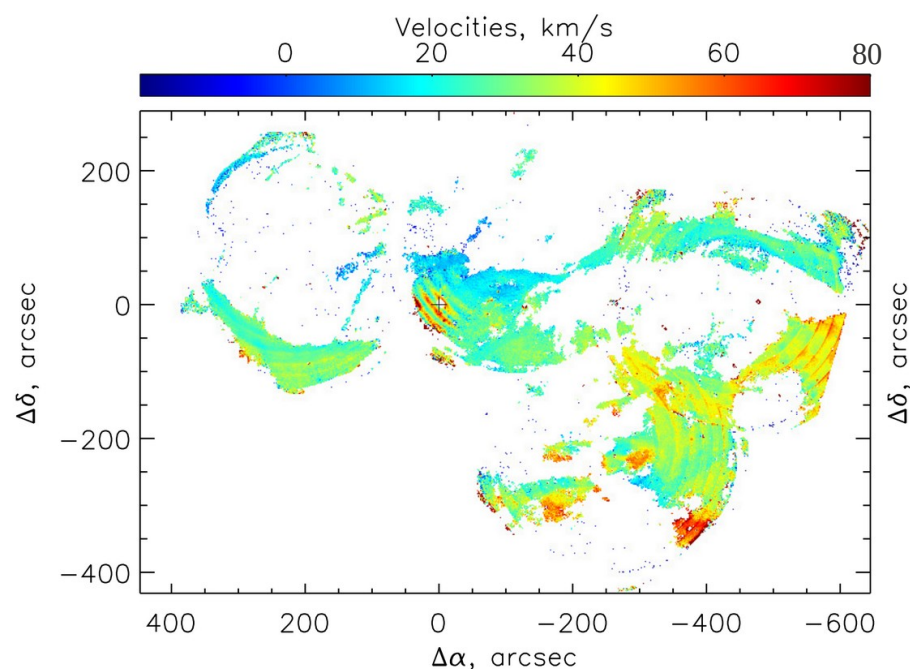 Velocities, km/s
0 20 40 60 80
200
0
−200
−400
Δδ, arcsec
Δδ, arcsec
400 200 0 −200 −400 −600
Δα, arcsec